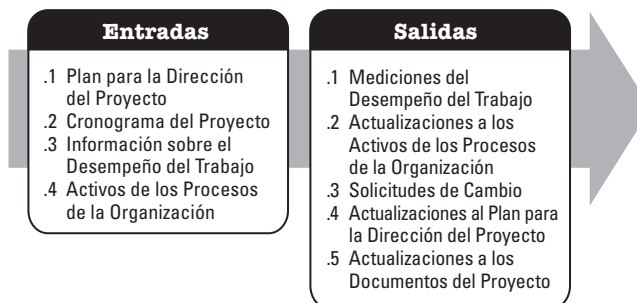 Entradas
.1 Plan para la Dirección
del Proyecto
.2 Cronograma del Proyecto
.3 Información sobre el
Desempeño del Trabajo
.4 Activos de los Procesos
de la Organización
Salidas
.1 Mediciones del
Desempeño del Trabajo
.2 Actualizaciones a los
Activos de los Procesos
de la Organización
.3 Solicitudes de Cambio
.4 Actualizaciones al Plan para
la Dirección del Proyecto
.5 Actualizaciones a los
Documentos del Proyecto